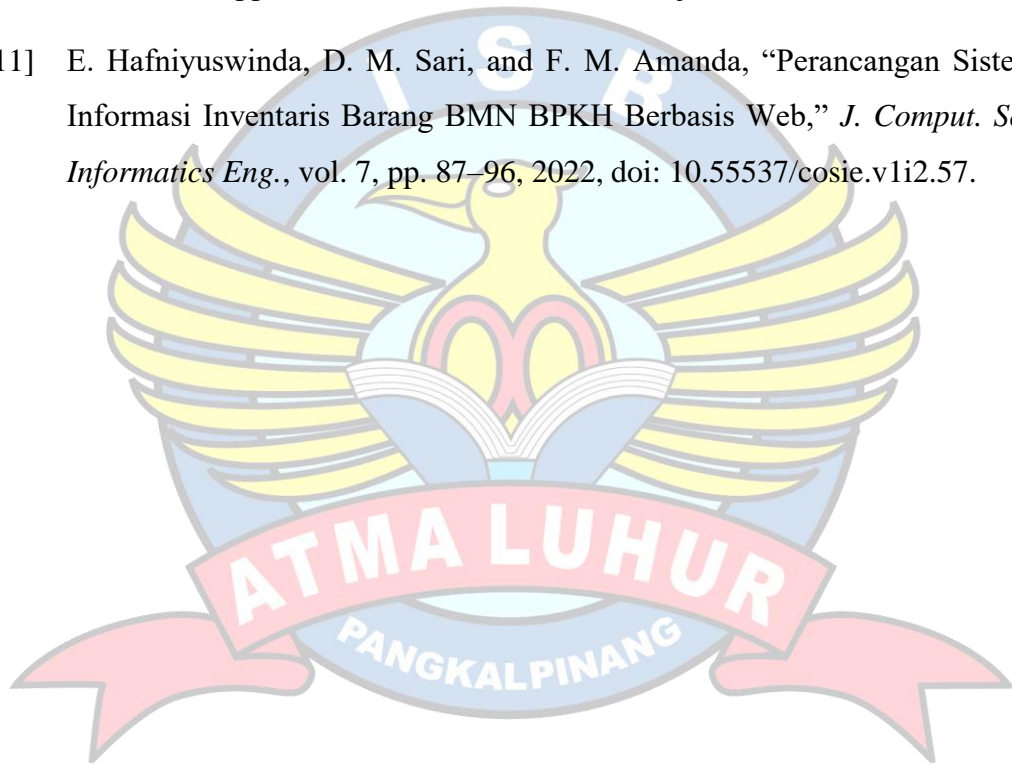 11] E. Hafniyuswinda, D. M. Sari, and F. M. Amanda, “Perancangan Siste
Informasi Inventaris Barang BMN BPKH Berbasis Web,” J. Comput. Sc
Informatics Eng., vol. 7, pp. 87–96, 2022, doi: 10.55537/cosie.v1i2.57.
I S B
ATMA LUHUR
PANGKALPINANG